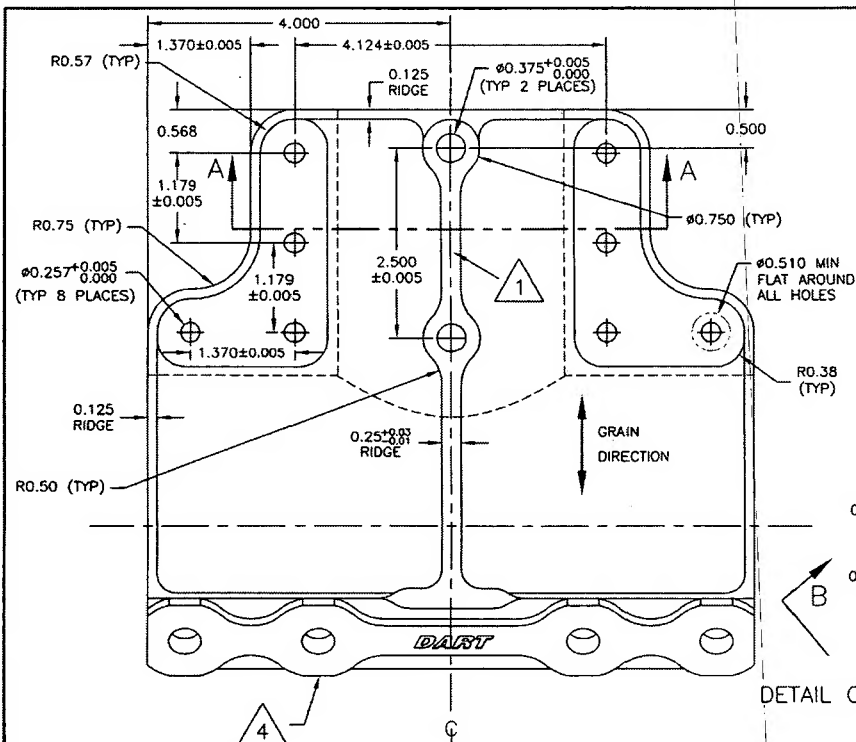 4.000
1.370±0.005
4.124±0.005
R0.57 (TYP)
0.125
RIDGE
Ø0.375+0.005
0.000
(TYP 2 PLACES)
0.568
0.500
A
A
1.179
±0.005
R0.75 (TYP)
Ø0.750 (TYP)
Ø0.257+0.005
0.000
(TYP 8 PLACES)
1.179
±0.005
2.500
±0.005
1
Ø0.510 MIN
FLAT AROUND
ALL HOLES
1.370±0.005
R0.38
(TYP)
0.125
RIDGE
0.25+0.03
-0.01
RIDGE
GRAIN
DIRECTION
R0.50 (TYP)
0
0
B
DART
DETAIL C
4
℄